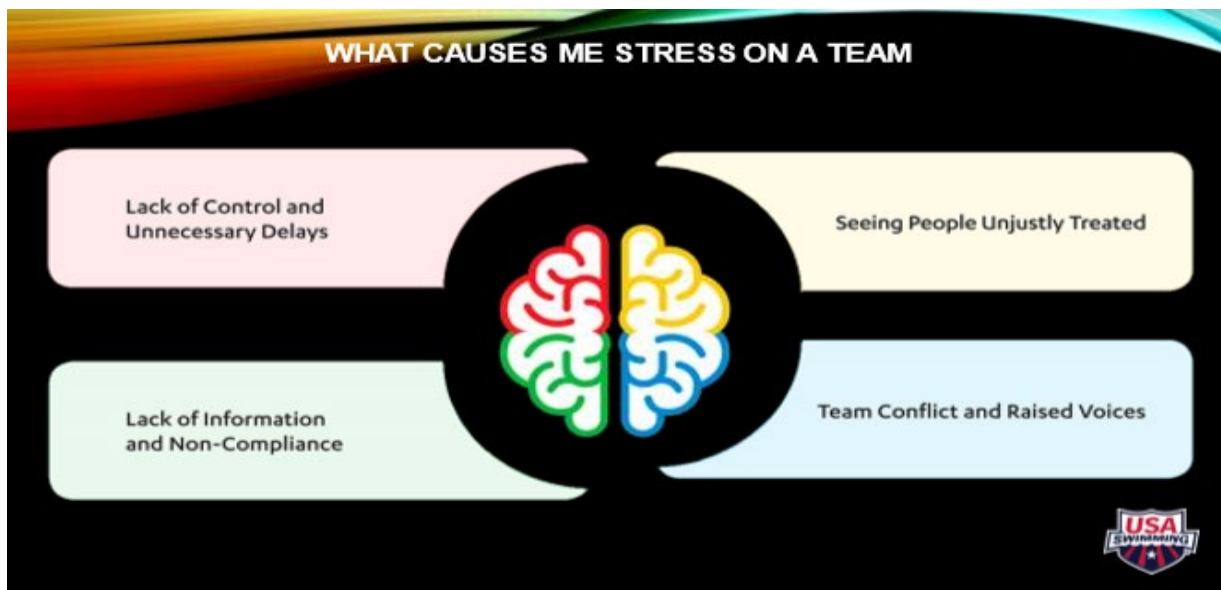 WHAT CAUSES ME STRESS ON A TEAM
Lack of Control and
Unnecessary Delays
Seeing People Unjustly Treated
Lack of Information
and Non-Compliance
Team Conflict and Raised Voices
USA
SWIMMING